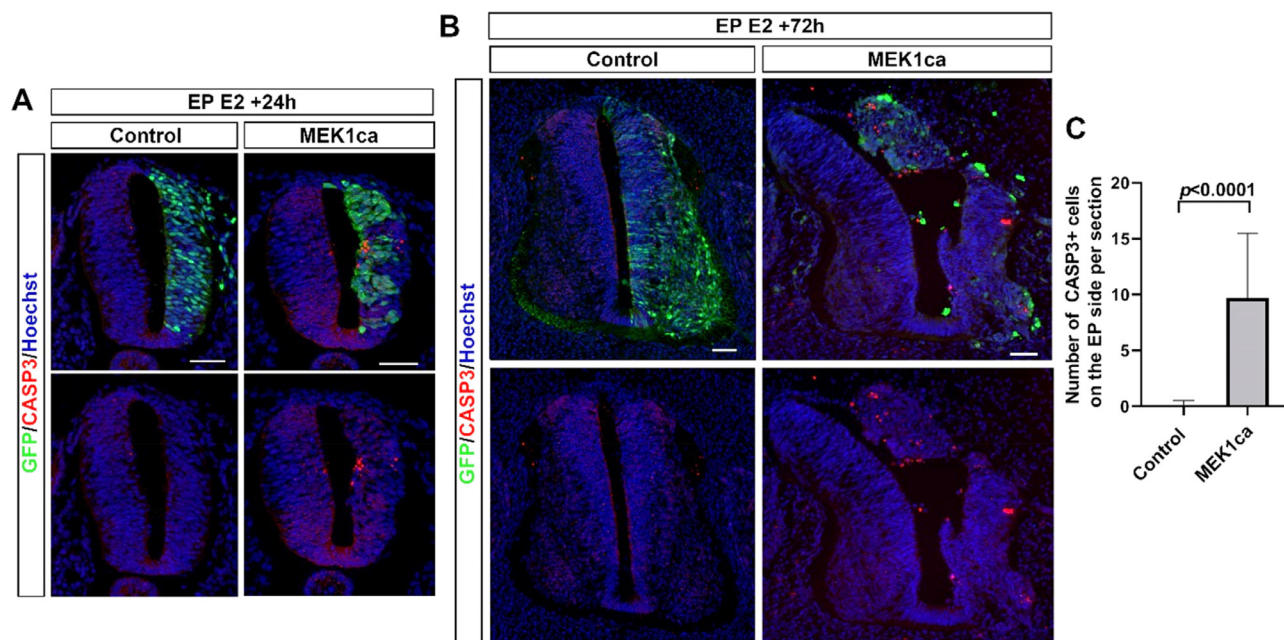 A
EP E2 +24h
Control
MEK1ca
GFP/CASP3/Hoechst
B
EP E2 +72h
Control
MEK1ca
GFP/CASP3/Hoechst
C
Number of CASP3+ cells
on the EP side per section
20
15
10
5
0
p<0.0001
Control
MEK1ca